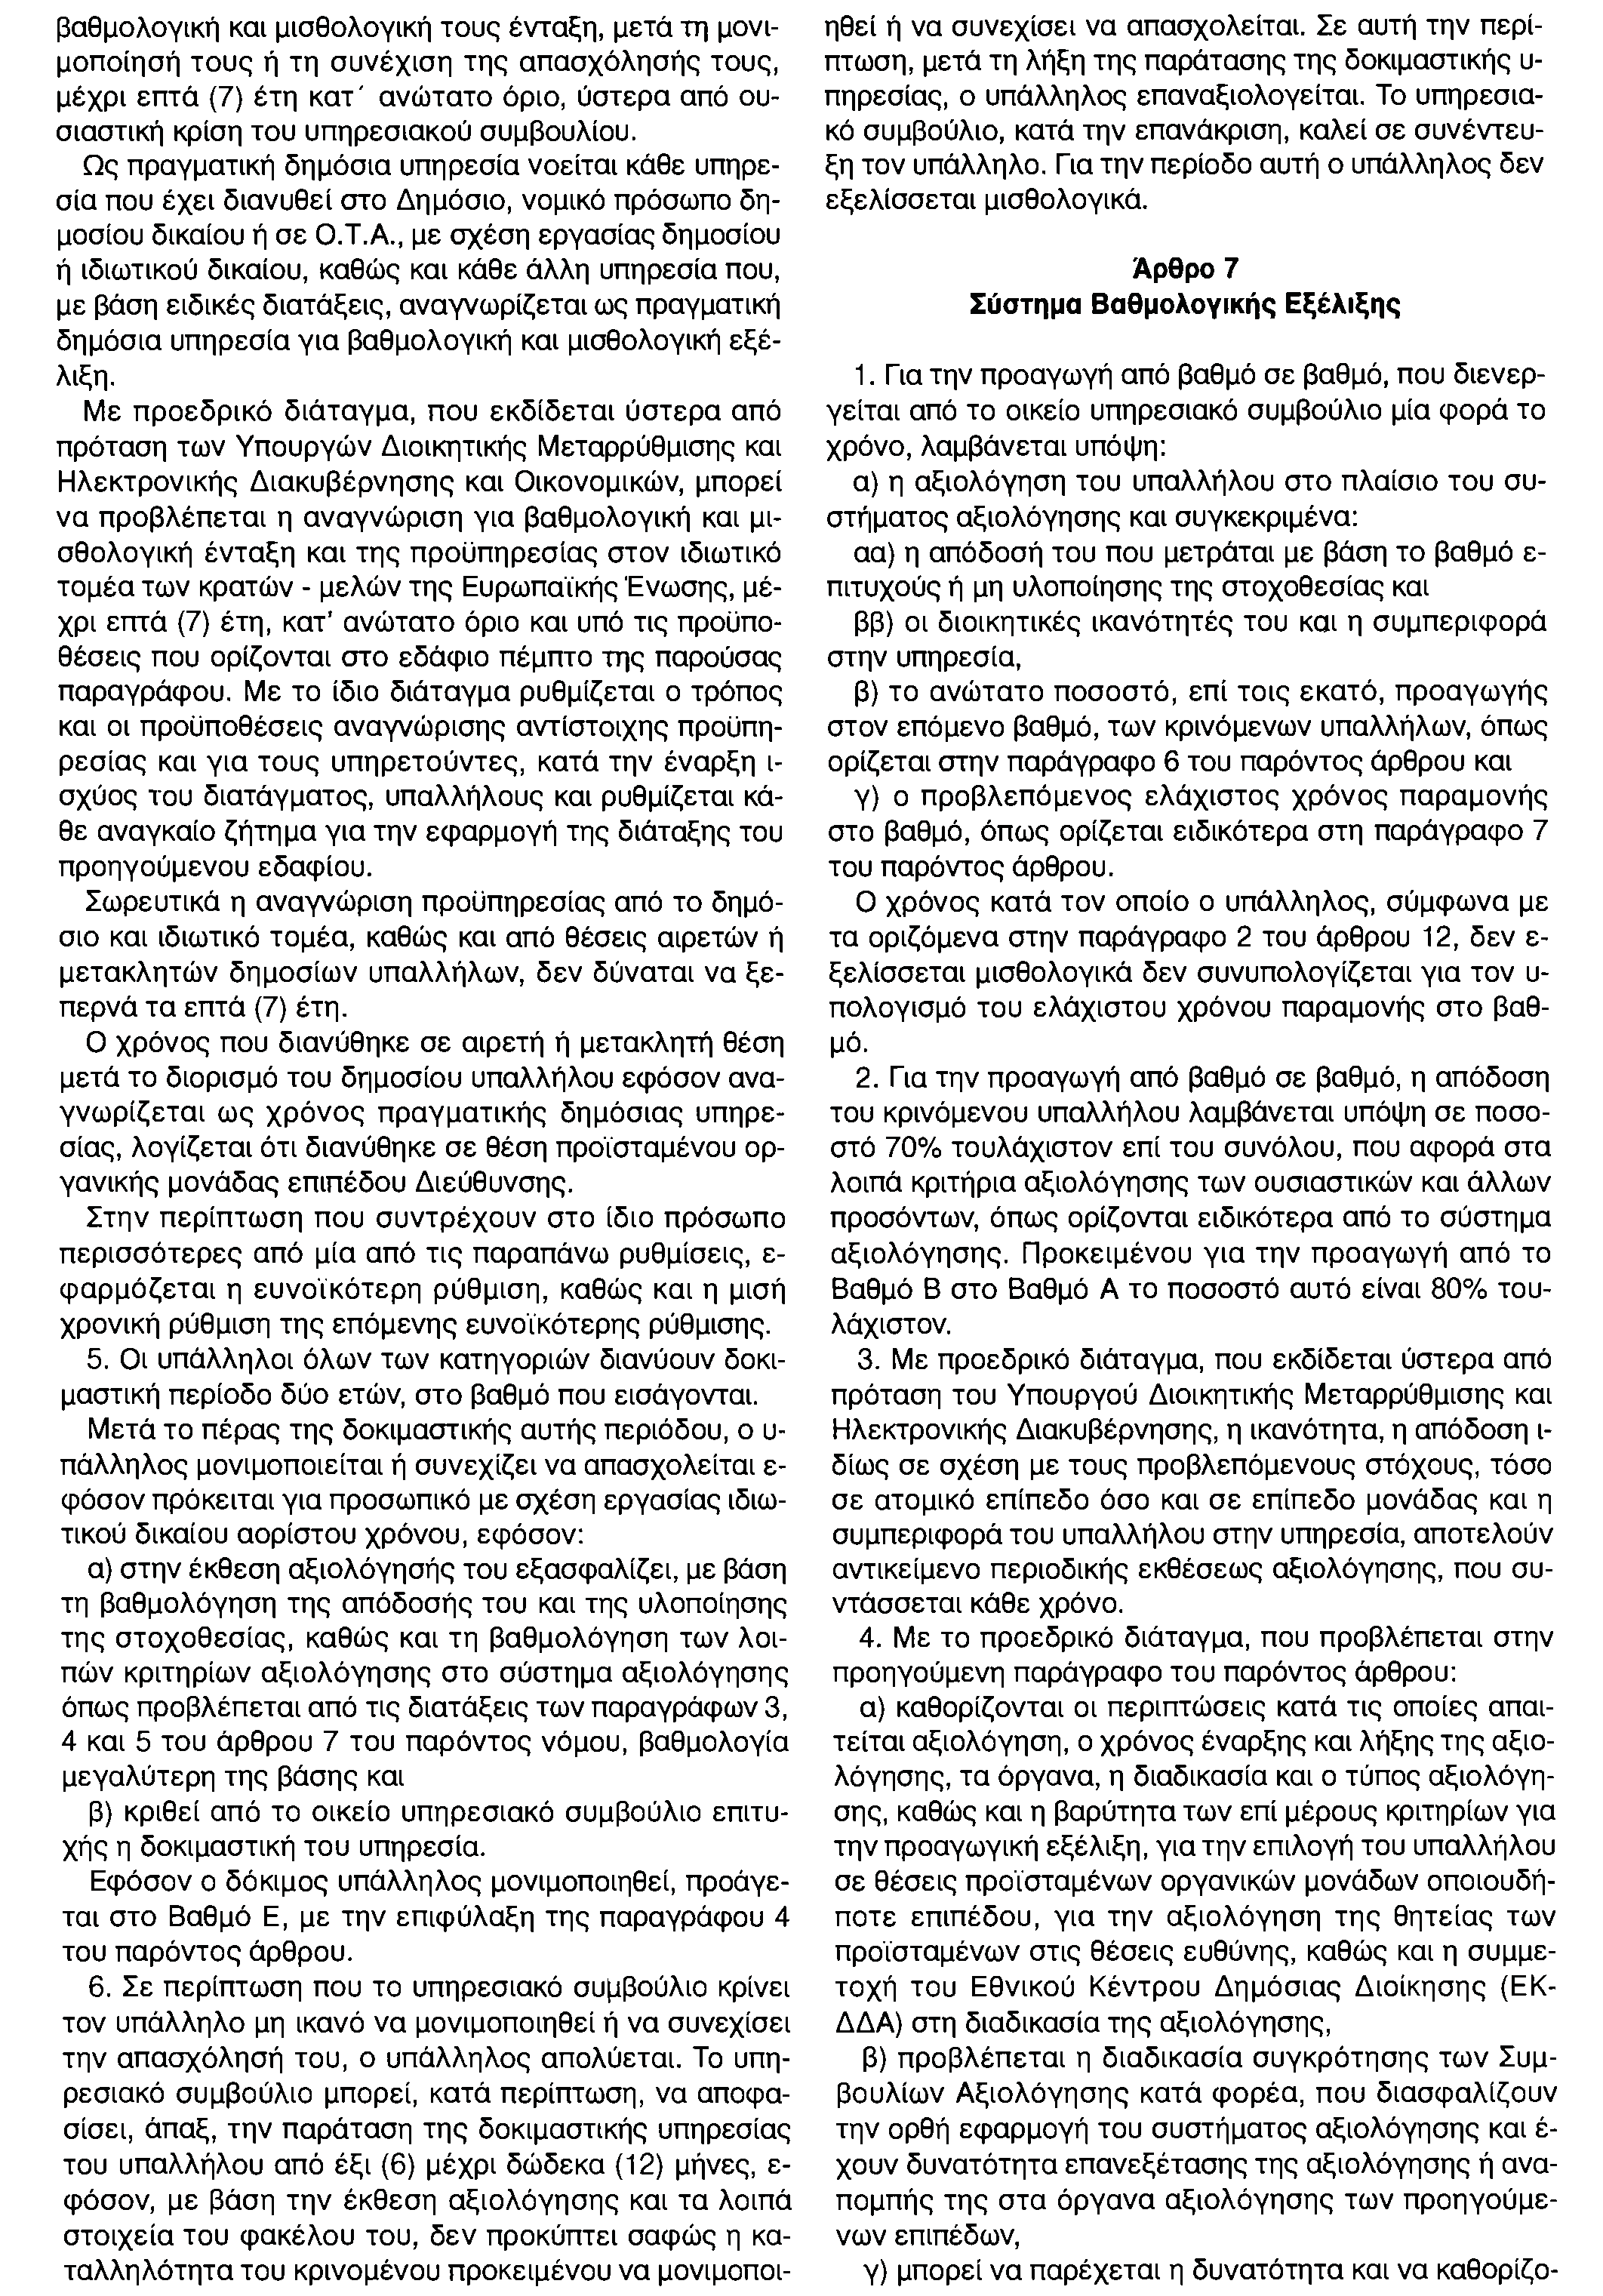 βαθμολογική και μισθολογική τους ένταξη, μετά τη μονι-
μοποίησή τους ή τη συνέχιση της απασχόλησής τους,
μέχρι επτά (7) έτη κατ΄ ανώτατο όριο, ύστερα από ου-
σιαστική κρίση του υπηρεσιακού συμβουλίου.
Ως πραγματική δημόσια υπηρεσία νοείται κάθε υπηρε-
σία που έχει διανυθεί στο Δημόσιο, νομικό πρόσωπο δη-
μοσίου δικαίου ή σε Ο.Τ.Α., με σχέση εργασίας δημοσίου
ή ιδιωτικού δικαίου, καθώς και κάθε άλλη υπηρεσία που,
με βάση ειδικές διατάξεις, αναγνωρίζεται ως πραγματική
δημόσια υπηρεσία για βαθμολογική και μισθολογική εξέ-
λιξη.
Με προεδρικό διάταγμα, που εκδίδεται ύστερα από
πρόταση των Υπουργών Διοικητικής Μεταρρύθμισης και
Ηλεκτρονικής Διακυβέρνησης και Οικονομικών, μπορεί
να προβλέπεται η αναγνώριση για βαθμολογική και μι-
σθολογική ένταξη και της προϋπηρεσίας στον ιδιωτικό
τομέα των κρατών - μελών της Ευρωπαϊκής Ένωσης, μέ-
χρι επτά (7) έτη, κατ' ανώτατο όριο και υπό τις προϋπο-
θέσεις που ορίζονται στο εδάφιο πέμπτο της παρούσας
παραγράφου. Με το ίδιο διάταγμα ρυθμίζεται ο τρόπος
και οι προϋποθέσεις αναγνώρισης αντίστοιχης προϋπη-
ρεσίας και για τους υπηρετούντες, κατά την έναρξη ι-
σχύος του διατάγματος, υπαλλήλους και ρυθμίζεται κά-
θε αναγκαίο ζήτημα για την εφαρμογή της διάταξης του
προηγούμενου εδαφίου.
Σωρευτικά η αναγνώριση προϋπηρεσίας από το δημό-
σιο και ιδιωτικό τομέα, καθώς και από θέσεις αιρετών ή
μετακλητών δημοσίων υπαλλήλων, δεν δύναται να ξε-
περνά τα επτά (7) έτη.
Ο χρόνος που διανύθηκε σε αιρετή ή μετακλητή θέση
μετά το διορισμό του δημοσίου υπαλλήλου εφόσον ανα-
γνωρίζεται ως χρόνος πραγματικής δημόσιας υπηρε-
σίας, λογίζεται ότι διανύθηκε σε θέση προϊσταμένου ορ-
γανικής μονάδας επιπέδου Διεύθυνσης.
Στην περίπτωση που συντρέχουν στο ίδιο πρόσωπο
περισσότερες από μία από τις παραπάνω ρυθμίσεις, ε-
φαρμόζεται η ευνοϊκότερη ρύθμιση, καθώς και η μισή
χρονική ρύθμιση της επόμενης ευνοϊκότερης ρύθμισης.
5. Οι υπάλληλοι όλων των κατηγοριών διανύουν δοκι-
μαστική περίοδο δύο ετών, στο βαθμό που εισάγονται.
Μετά το πέρας της δοκιμαστικής αυτής περιόδου, ο υ-
πάλληλος μονιμοποιείται ή συνεχίζει να απασχολείται ε-
φόσον πρόκειται για προσωπικό με σχέση εργασίας ιδιω-
τικού δικαίου αορίστου χρόνου, εφόσον:
α) στην έκθεση αξιολόγησής του εξασφαλίζει, με βάση
τη βαθμολόγηση της απόδοσής του και της υλοποίησης
της στοχοθεσίας, καθώς και τη βαθμολόγηση των λοι-
πών κριτηρίων αξιολόγησης στο σύστημα αξιολόγησης
όπως προβλέπεται από τις διατάξεις των παραγράφων 3,
4 και 5 του άρθρου 7 του παρόντος νόμου, βαθμολογία
μεγαλύτερη της βάσης και
β) κριθεί από το οικείο υπηρεσιακό συμβούλιο επιτυ-
χής η δοκιμαστική του υπηρεσία.
Εφόσον ο δόκιμος υπάλληλος μονιμοποιηθεί, προάγε-
ται στο Βαθμό Ε, με την επιφύλαξη της παραγράφου 4
του παρόντος άρθρου.
6. Σε περίπτωση που το υπηρεσιακό συμβούλιο κρίνει
τον υπάλληλο μη ικανό να μονιμοποιηθεί ή να συνεχίσει
την απασχόλησή του, ο υπάλληλος απολύεται. Το υπη-
ρεσιακό συμβούλιο μπορεί, κατά περίπτωση, να αποφα-
σίσει, άπαξ, την παράταση της δοκιμαστικής υπηρεσίας
του υπαλλήλου από έξι (6) μέχρι δώδεκα (12) μήνες, ε-
φόσον, με βάση την έκθεση αξιολόγησης και τα λοιπά
στοιχεία του φακέλου του, δεν προκύπτει σαφώς η κα-
ταλληλότητα του κρινομένου προκειμένου να μονιμοποι-
ηθεί ή να συνεχίσει να απασχολείται. Σε αυτή την περί-
πτωση, μετά τη λήξη της παράτασης της δοκιμαστικής υ-
πηρεσίας, ο υπάλληλος επαναξιολογείται. Το υπηρεσια-
κό συμβούλιο, κατά την επανάκριση, καλεί σε συνέντευ-
ξη τον υπάλληλο. Για την περίοδο αυτή ο υπάλληλος δεν
εξελίσσεται μισθολογικά.
Άρθρο 7
Σύστημα Βαθμολογικής Εξέλιξης
1. Για την προαγωγή από βαθμό σε βαθμό, που διενερ-
γείται από το οικείο υπηρεσιακό συμβούλιο μία φορά το
χρόνο, λαμβάνεται υπόψη:
α) η αξιολόγηση του υπαλλήλου στο πλαίσιο του συ-
στήματος αξιολόγησης και συγκεκριμένα:
αα) η απόδοσή του που μετράται με βάση το βαθμό ε-
πιτυχούς ή μη υλοποίησης της στοχοθεσίας και
ββ) οι διοικητικές ικανότητές του και η συμπεριφορά
στην υπηρεσία,
β) το ανώτατο ποσοστό, επί τοις εκατό, προαγωγής
στον επόμενο βαθμό, των κρινόμενων υπαλλήλων, όπως
ορίζεται στην παράγραφο 6 του παρόντος άρθρου και
γ) ο προβλεπόμενος ελάχιστος χρόνος παραμονής
στο βαθμό, όπως ορίζεται ειδικότερα στη παράγραφο 7
του παρόντος άρθρου.
Ο χρόνος κατά τον οποίο ο υπάλληλος, σύμφωνα με
τα οριζόμενα στην παράγραφο 2 του άρθρου 12, δεν ε-
ξελίσσεται μισθολογικά δεν συνυπολογίζεται για τον υ-
πολογισμό του ελάχιστου χρόνου παραμονής στο βαθ-
μό.
2. Για την προαγωγή από βαθμό σε βαθμό, η απόδοση
του κρινόμενου υπαλλήλου λαμβάνεται υπόψη σε ποσο-
στό 70% τουλάχιστον επί του συνόλου, που αφορά στα
λοιπά κριτήρια αξιολόγησης των ουσιαστικών και άλλων
προσόντων, όπως ορίζονται ειδικότερα από το σύστημα
αξιολόγησης. Προκειμένου για την προαγωγή από το
Βαθμό Β στο Βαθμό Α το ποσοστό αυτό είναι 80% του-
λάχιστον.
3. Με προεδρικό διάταγμα, που εκδίδεται ύστερα από
πρόταση του Υπουργού Διοικητικής Μεταρρύθμισης και
Ηλεκτρονικής Διακυβέρνησης, η ικανότητα, η απόδοση ι-
δίως σε σχέση με τους προβλεπόμενους στόχους, τόσο
σε ατομικό επίπεδο όσο και σε επίπεδο μονάδας και η
συμπεριφορά του υπαλλήλου στην υπηρεσία, αποτελούν
αντικείμενο περιοδικής εκθέσεως αξιολόγησης, που συ-
ντάσσεται κάθε χρόνο.
4. Με το προεδρικό διάταγμα, που προβλέπεται στην
προηγούμενη παράγραφο του παρόντος άρθρου:
α) καθορίζονται οι περιπτώσεις κατά τις οποίες απαι-
τείται αξιολόγηση, ο χρόνος έναρξης και λήξης της αξιο-
λόγησης, τα όργανα, η διαδικασία και ο τύπος αξιολόγη-
σης, καθώς και η βαρύτητα των επί μέρους κριτηρίων για
την προαγωγική εξέλιξη, για την επιλογή του υπαλλήλου
σε θέσεις προϊσταμένων οργανικών μονάδων οποιουδή-
ποτε επιπέδου, για την αξιολόγηση της θητείας των
προϊσταμένων στις θέσεις ευθύνης, καθώς και η συμμε-
τοχή του Εθνικού Κέντρου Δημόσιας Διοίκησης (ΕΚ-
ΔΔΑ) στη διαδικασία της αξιολόγησης,
β) προβλέπεται η διαδικασία συγκρότησης των Συμ-
βουλίων Αξιολόγησης κατά φορέα, που διασφαλίζουν
την ορθή εφαρμογή του συστήματος αξιολόγησης και έ-
χουν δυνατότητα επανεξέτασης της αξιολόγησης ή ανα-
πομπής της στα όργανα αξιολόγησης των προηγούμε-
νων επιπέδων,
γ) μπορεί να παρέχεται η δυνατότητα και να καθορίζο-